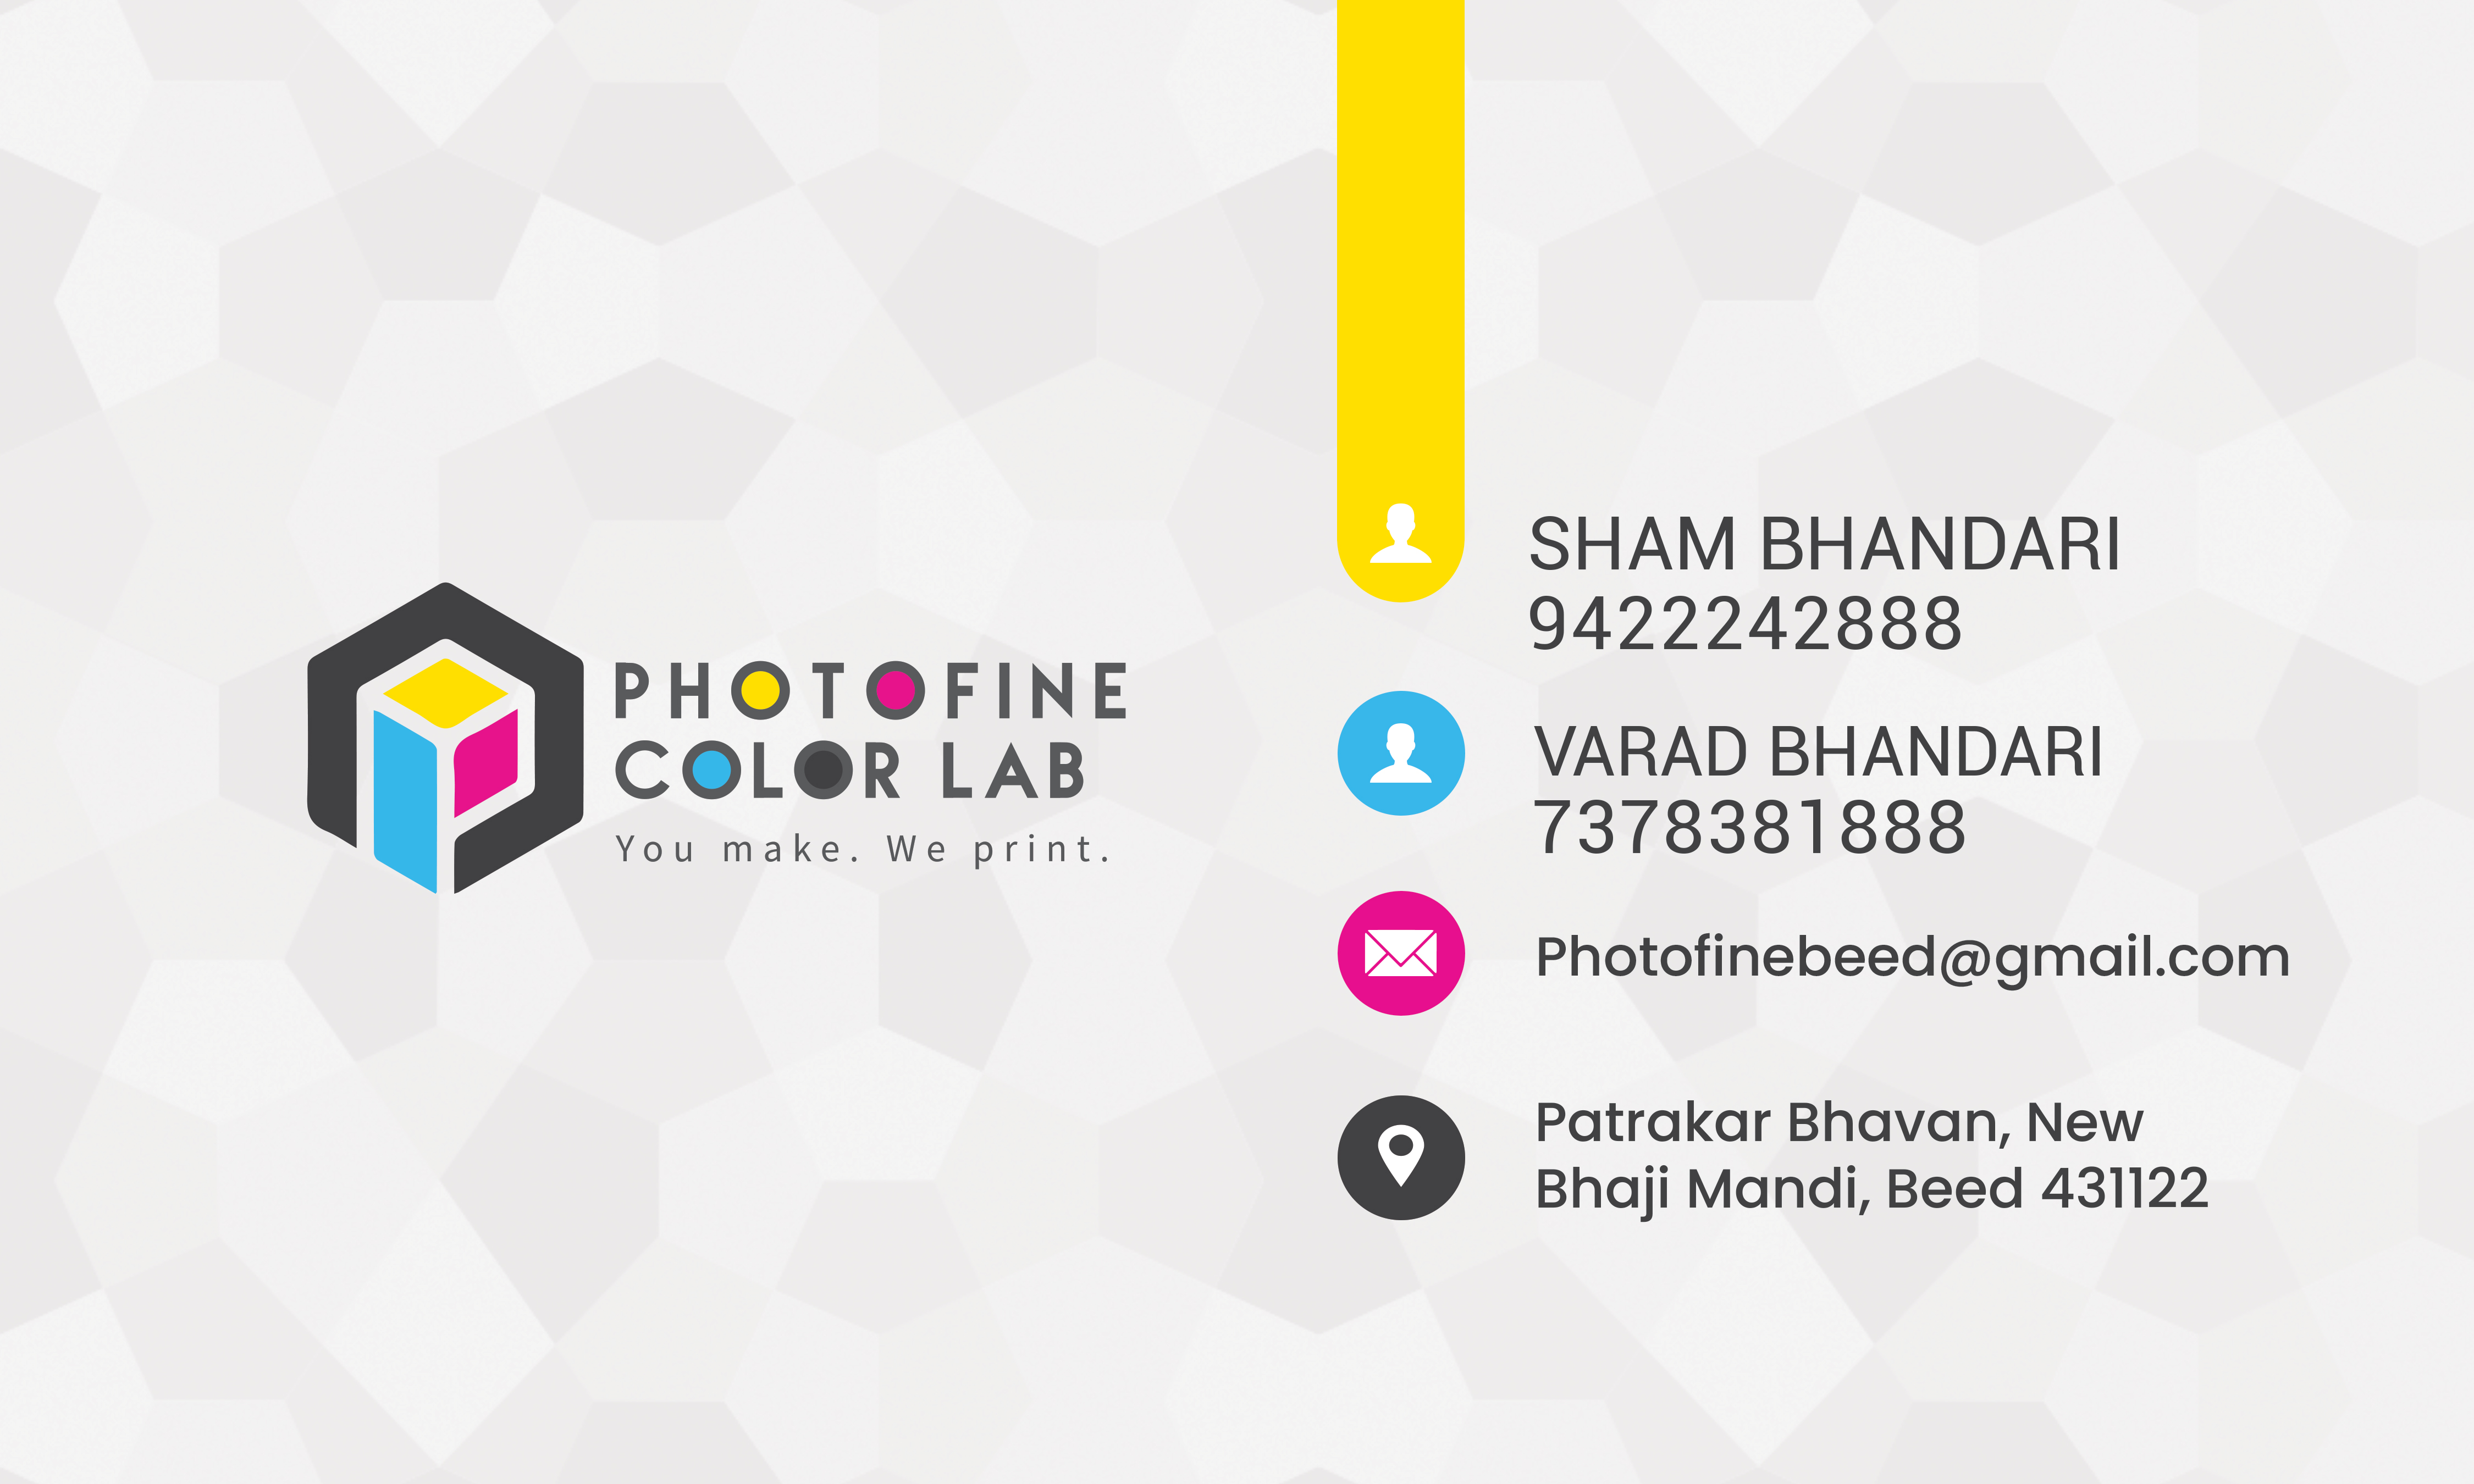 PHOTOFINE
COLOR LAB
You make. We print.
SHAM BHANDARI
9422242888
VARAD BHANDARI
7378381888
Photofinebeed@gmail.com
Patrakar Bhavan, New
Bhaji Mandi, Beed 431122